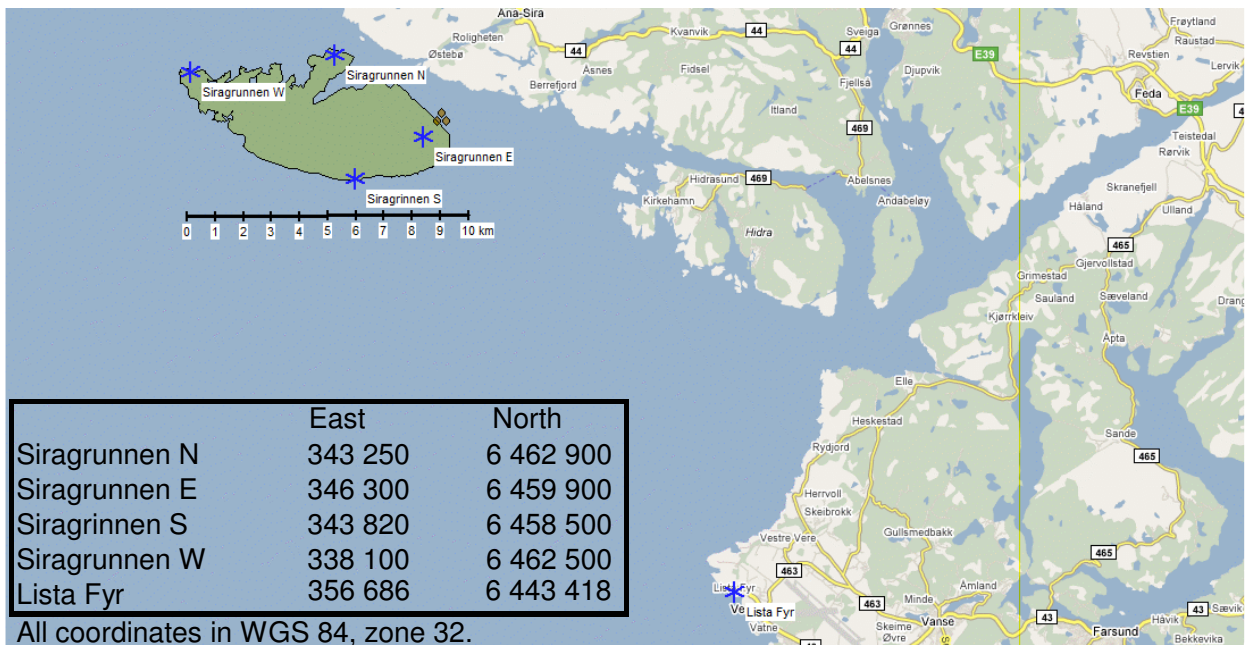 Ana-Sira
Roligheten
Østebø
44
Kvanvik
44
Sveiga
Grønnes
Frøytland
Raustad
Revstien
Lervik
E39
Åsnes
Berrefjord
Fidsel
44
Fjellså
Djupvik
Feda
E39
Siragrunnen N
Siragrunnen W
Itland
469
Teistedal
Rørvik
Siragrunnen E
Hidrasund
469
Abelsnes
Skranefjell
Siragrinnen S
Kirkehamn
Andabeløy
Håland
Ulland
0 1 2 3 4 5 6 7 8 9 10 km
Hidra
465
Gjervollstad
Grimestad
Sauland
Sæveland
Drang
Kjørrkleiv
Åpta
Elle
East North
Siragrunnen N 343 250 6 462 900
Siragrunnen E 346 300 6 459 900
Siragrinnen S 343 820 6 458 500
Siragrunnen W 338 100 6 462 500
Lista Fyr 356 686 6 443 418
All coordinates in WGS 84, zone 32.
Heskestad
Rydjord
Sande
465
Herrvoll
Skeibrokk
Gullsmedbakk
Vestre Vere
465
463
Lista Fyr
Lista Fyr
Ve
Vatne
463
Minde
Åmland
Vanse
Skeime
Øvre
43
Farsund
43
Håvik
Sævik
Bekkevika